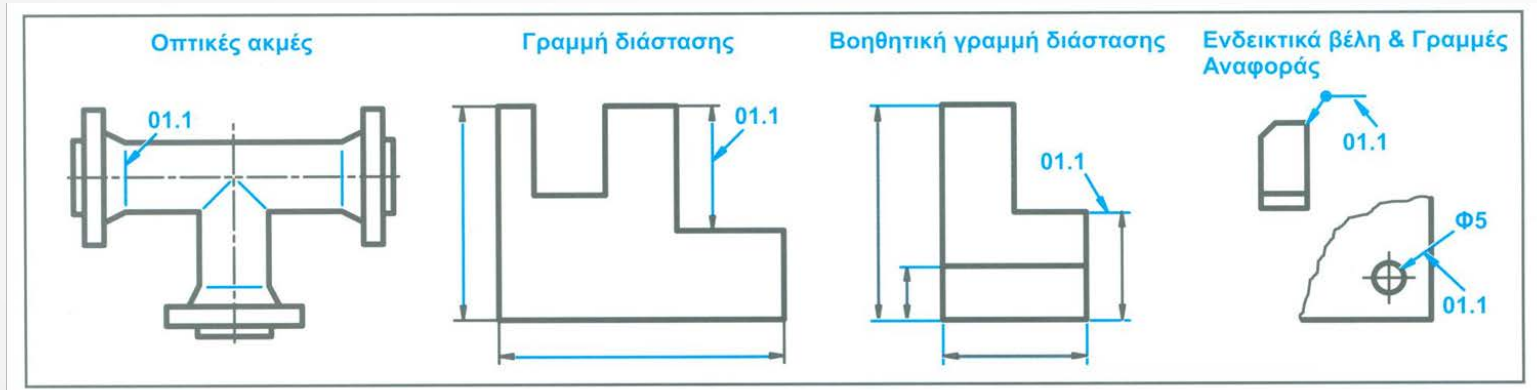 Οπτικές ακμές
01.1
Γραμμή διάστασης
01.1
Βοηθητική γραμμή διάστασης
01.1
Ενδεικτικά βέλη & Γραμμές
Αναφοράς
01.1
Φ5
01.1